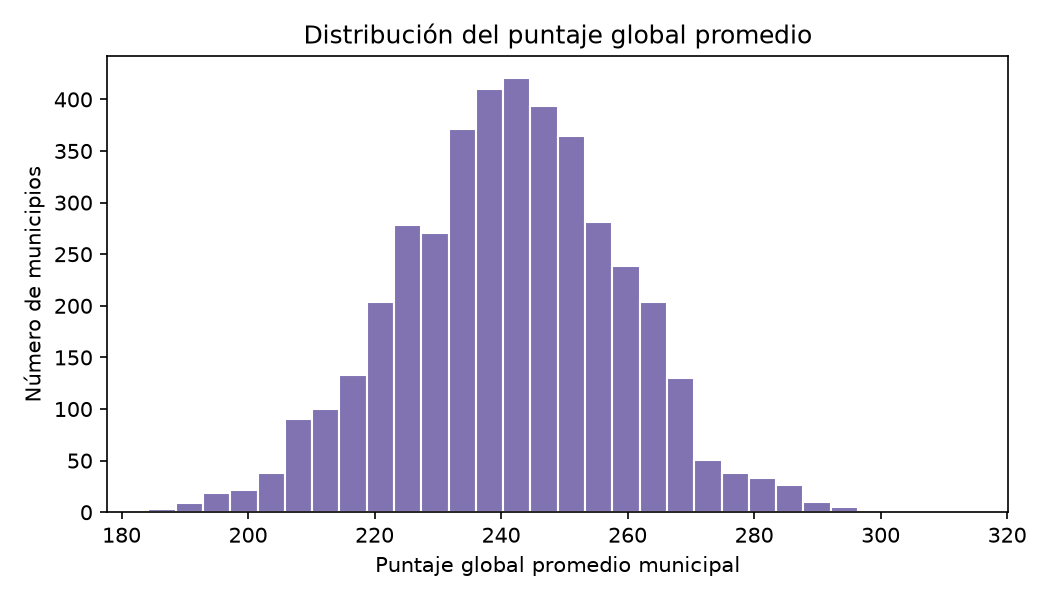 Distribución del puntaje global promedio
Número de municipios
400
350
300
250
200
150
100
50
0
180 200 220 240 260 280 300 320
Puntaje global promedio municipal